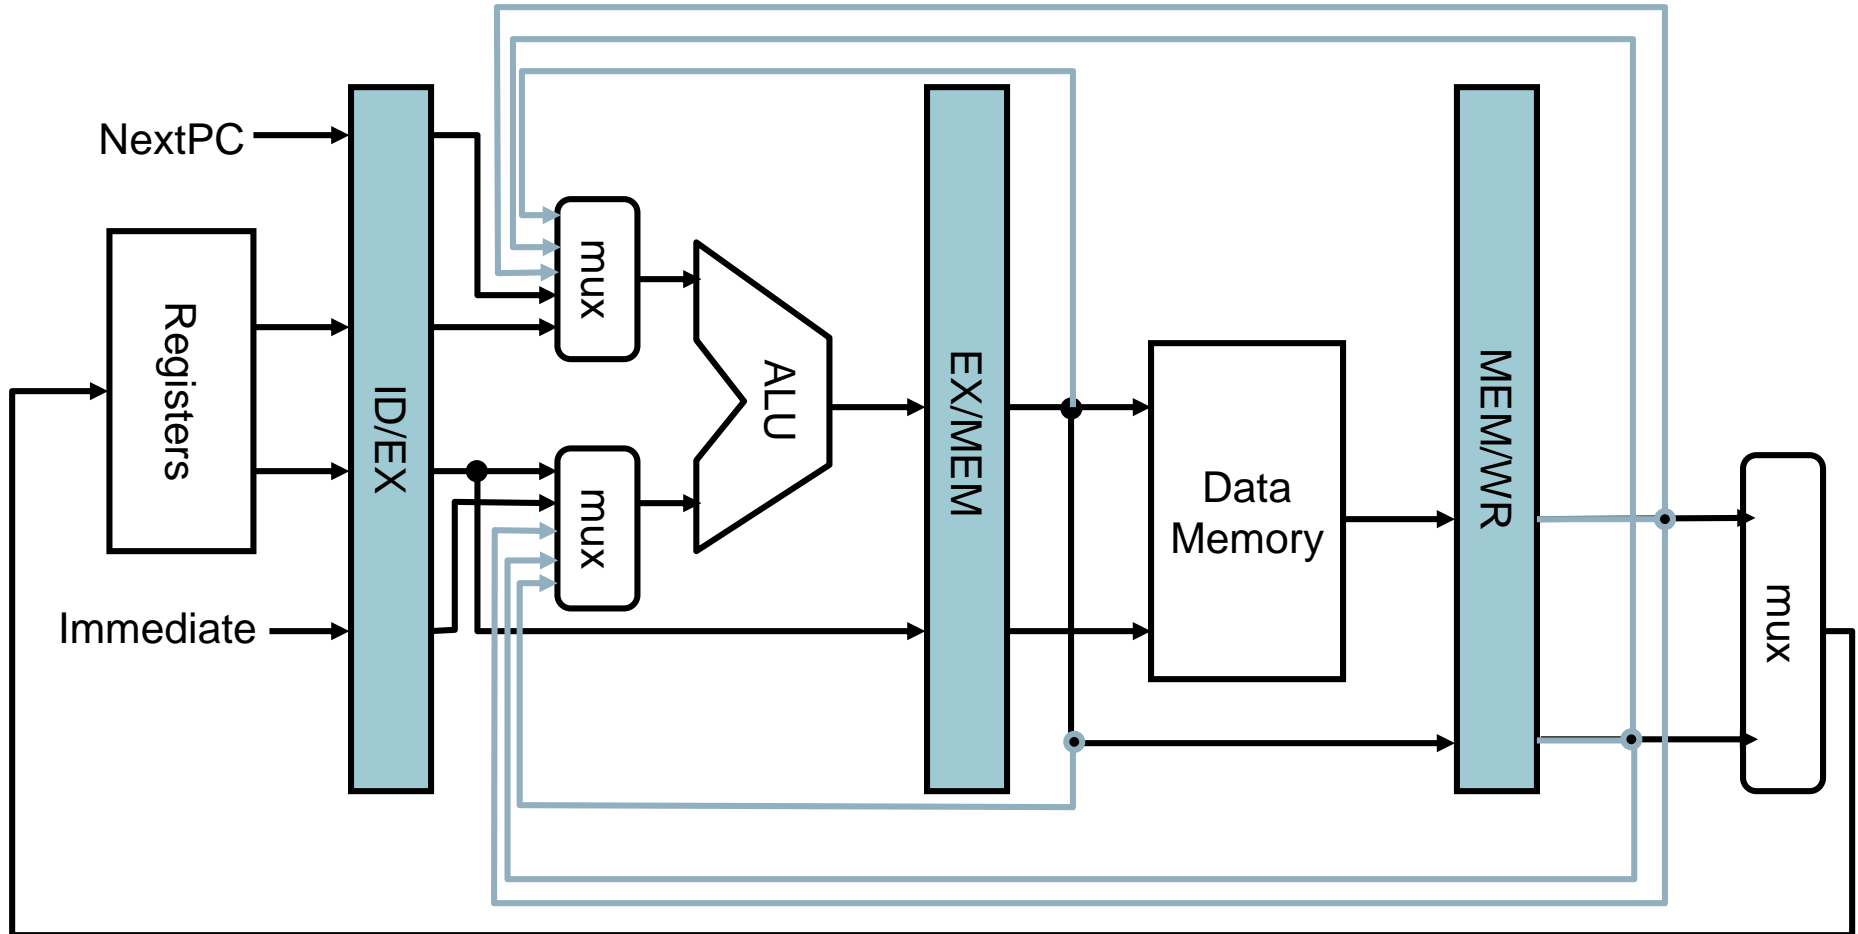 NextPC
Registers
Immediate
ID/EX
mux
mux
ALU
EX/MEM
Data
Memory
MEM/WR
mux